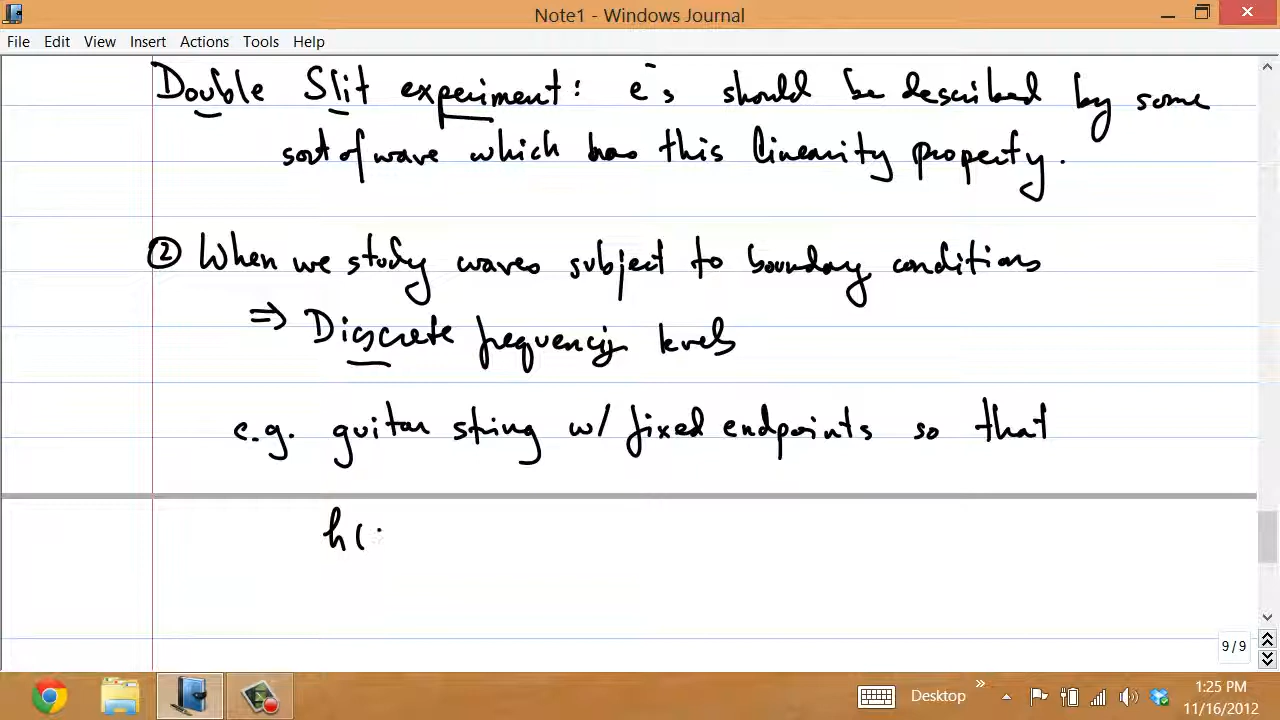 Note1 - Windows Journal
File Edit View Insert Actions Tools Help
Double Slit experiment: e⁻s should be described by some
sort of wave which has this linearity property.
② When we study waves subject to boundary conditions
⇒ Discrete frequency levels
e.g. guitar string w/ fixed endpoints so that
h(
9/9
Desktop » 1:25 PM
11/16/2012